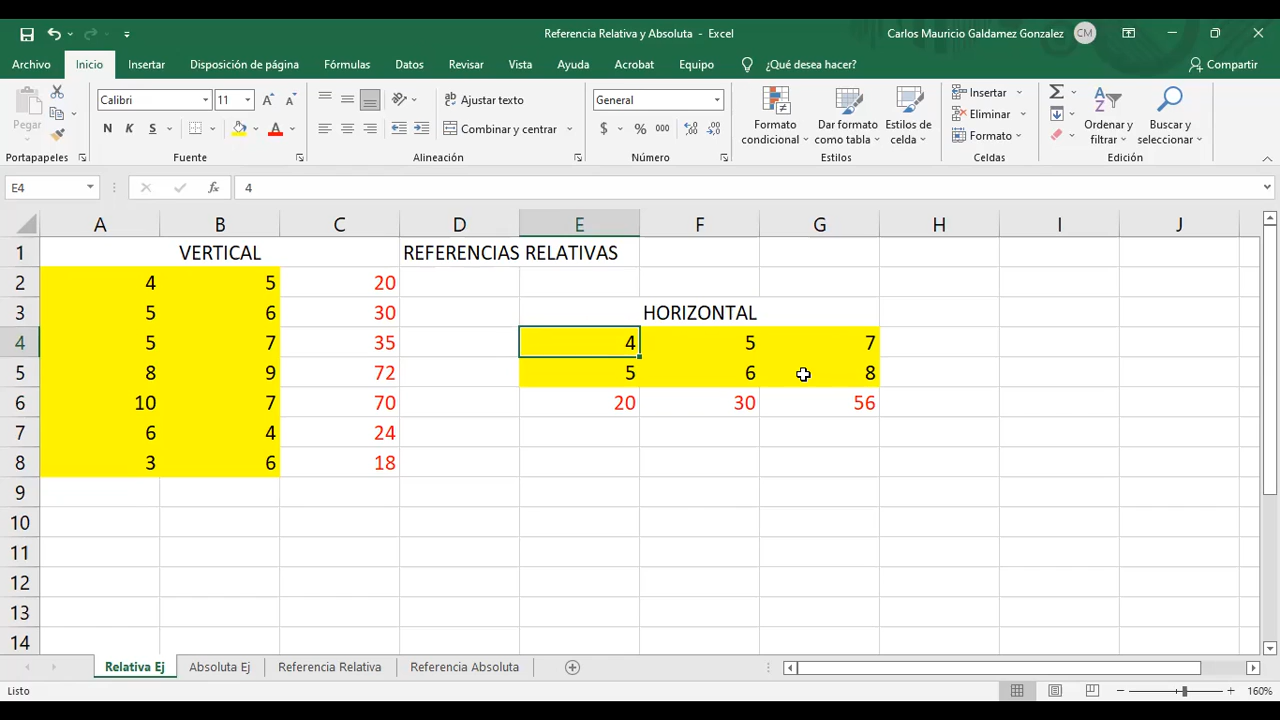 Referencia Relativa y Absoluta - Excel
Carlos Mauricio Galdamez Gonzalez CM
Archivo Inicio Insertar Disposición de página Fórmulas Datos Revisar Vista Ayuda Acrobat Equipo ¿Qué desea hacer? Compartir
Pegar
Calibri 11
N K S A
Ajustar texto
Combinar y centrar
General
$ % 000
Formato condicional
Dar formato como tabla
Estilos de celda
Insertar
Eliminar
Formato
Ordenar y filtrar
Buscar y seleccionar
Portapapeles Fuente Alineación Número Estilos Celdas Edición
E4 fx 4
A B C D E F G H I J
1 VERTICAL REFERENCIAS RELATIVAS
2 4 5 20
3 5 6 30 HORIZONTAL
4 5 7 35 4 5 7
5 8 9 72 5 6 8
6 10 7 70 20 30 56
7 6 4 24
8 3 6 18
9
10
11
12
13
14
Relativa Ej Absoluta Ej Referencia Relativa Referencia Absoluta
Listo 160%